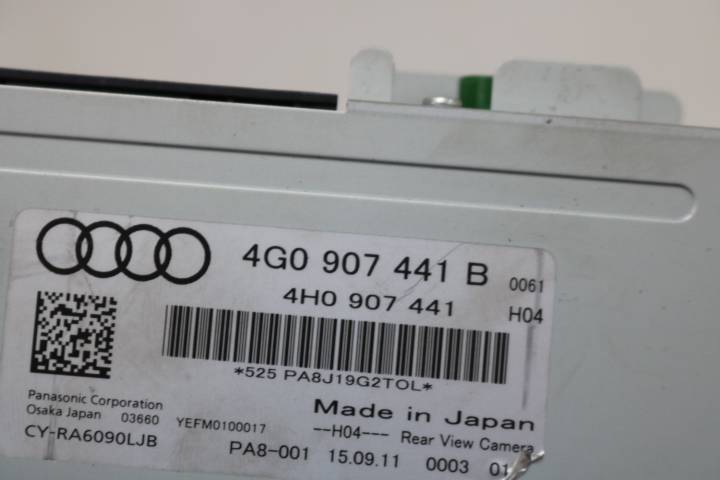 4G0 907 441 B 0061
4H0 907 441 H04
*525 PA8J19G2TOL*
Panasonic Corporation
Osaka Japan 03660 YEFM0100017
Made in Japan
CY-RA6090LJB
--H04--- Rear View Camera
PA8-001 15.09.11 0003 01